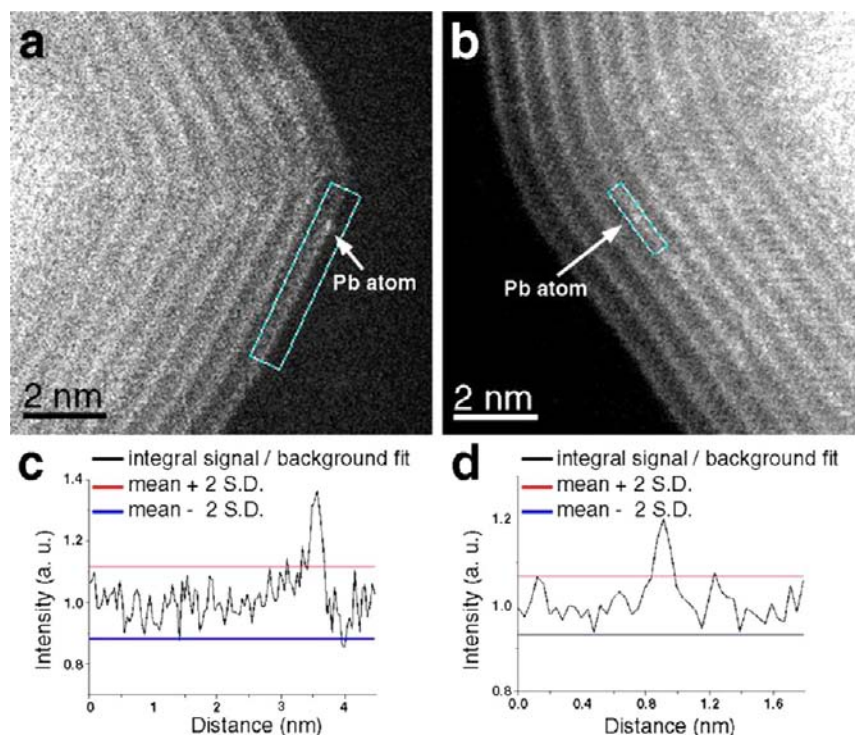 a
Pb atom
2 nm
b
Pb atom
2 nm
c
integral signal / background fit
mean + 2 S.D.
mean - 2 S.D.
Intensity (a. u.)
1.4
1.2
1.0
0.8
0 1 2 3 4
Distance (nm)
d
integral signal / background fit
mean + 2 S.D.
mean - 2 S.D.
Intensity (a. u.)
1.2
1.0
0.8
0.0 0.4 0.8 1.2 1.6
Distance (nm)